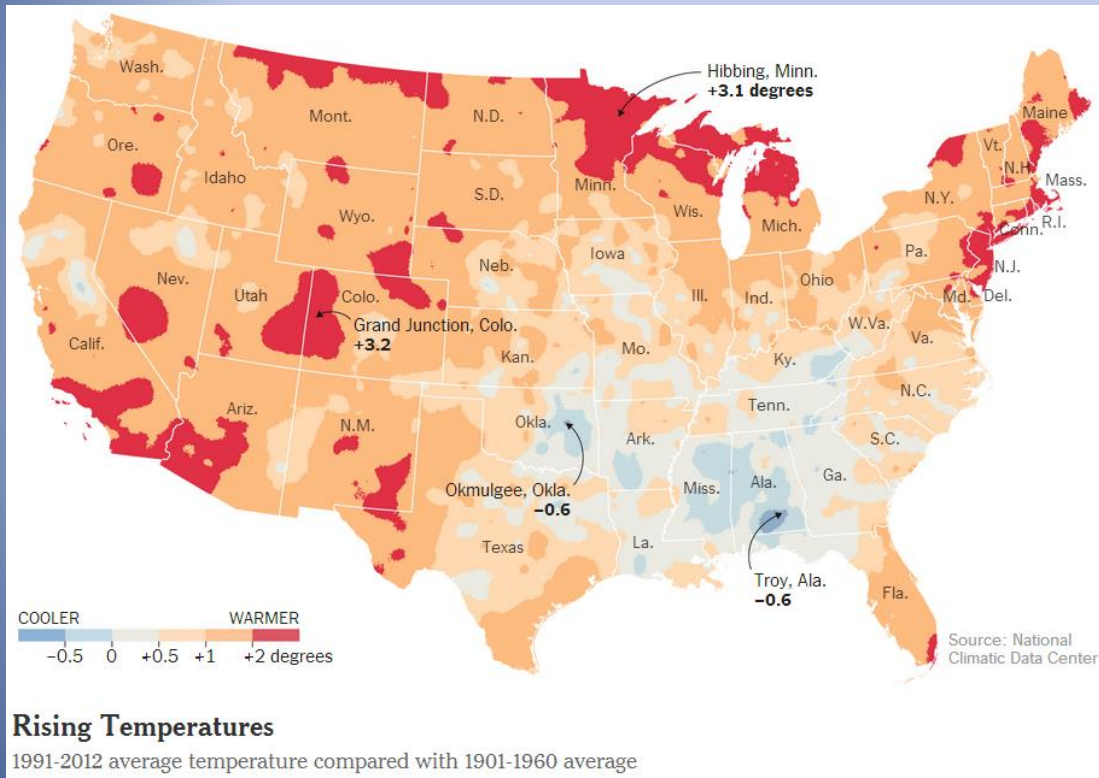 Wash.
Mont.
N.D.
Hibbing, Minn.
+3.1 degrees
Maine
Ore.
Idaho
S.D.
Minn.
Vt.
N.H.
Mass.
Wyo.
Wis.
Mich.
N.Y.
Conn.
R.I.
Nev.
Utah
Colo.
Neb.
Iowa
Ill.
Ind.
Ohio
Pa.
N.J.
Md.
Del.
Grand Junction, Colo.
+3.2
Calif.
Kan.
Mo.
Ky.
W.Va.
Va.
Ariz.
N.M.
Okla.
Ark.
Tenn.
N.C.
S.C.
Okmulgee, Okla.
−0.6
Miss.
Ala.
Ga.
Texas
La.
Troy, Ala.
−0.6
Fla.
COOLER WARMER
−0.5 0 +0.5 +1 +2 degrees
Source: National
Climatic Data Center
Rising Temperatures
1991-2012 average temperature compared with 1901-1960 average